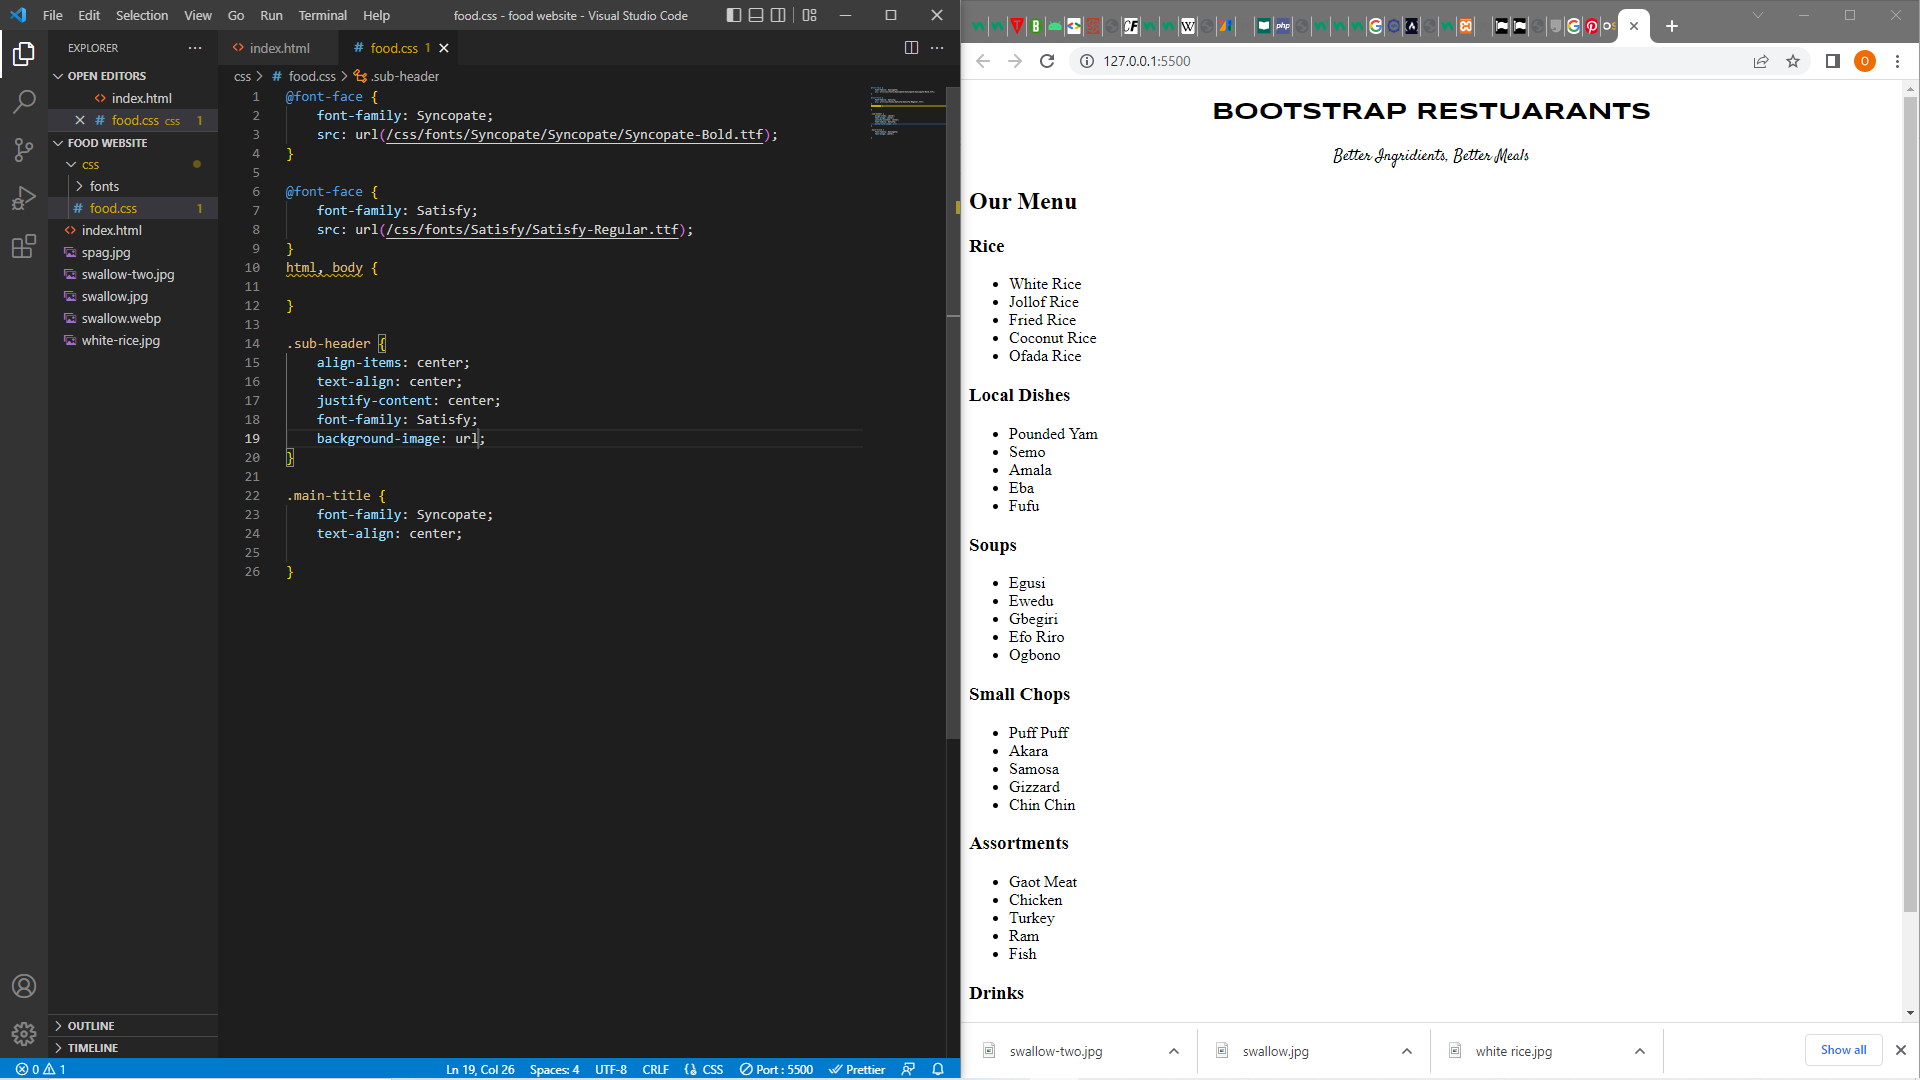 File Edit Selection View Go Run Terminal Help
food.css - food website - Visual Studio Code
EXPLORER
OPEN EDITORS
index.html
food.css css 1
FOOD WEBSITE
css
fonts
food.css 1
index.html
spag.jpg
swallow-two.jpg
swallow.jpg
swallow.webp
white-rice.jpg
OUTLINE
TIMELINE
index.html
food.css 1
css > food.css > .sub-header
1 @font-face {
2 font-family: Syncopate;
3 src: url(/css/fonts/Syncopate/Syncopate/Syncopate-Bold.ttf);
4 }
5
6 @font-face {
7 font-family: Satisfy;
8 src: url(/css/fonts/Satisfy/Satisfy-Regular.ttf);
9 }
10 html, body {
11
12 }
13
14 .sub-header {
15 align-items: center;
16 text-align: center;
17 justify-content: center;
18 font-family: Satisfy;
19 background-image: url;
20 }
21
22 .main-title {
23 font-family: Syncopate;
24 text-align: center;
25
26 }
0 1
Ln 19, Col 26 Spaces: 4 UTF-8 CRLF CSS Port : 5500 Prettier
127.0.0.1:5500
O
BOOTSTRAP RESTUARANTS
Better Ingridients, Better Meals
Our Menu
Rice
White Rice
Jollof Rice
Fried Rice
Coconut Rice
Ofada Rice
Local Dishes
Pounded Yam
Semo
Amala
Eba
Fufu
Soups
Egusi
Ewedu
Gbegiri
Efo Riro
Ogbono
Small Chops
Puff Puff
Akara
Samosa
Gizzard
Chin Chin
Assortments
Gaot Meat
Chicken
Turkey
Ram
Fish
Drinks
swallow-two.jpg
swallow.jpg
white rice.jpg
Show all